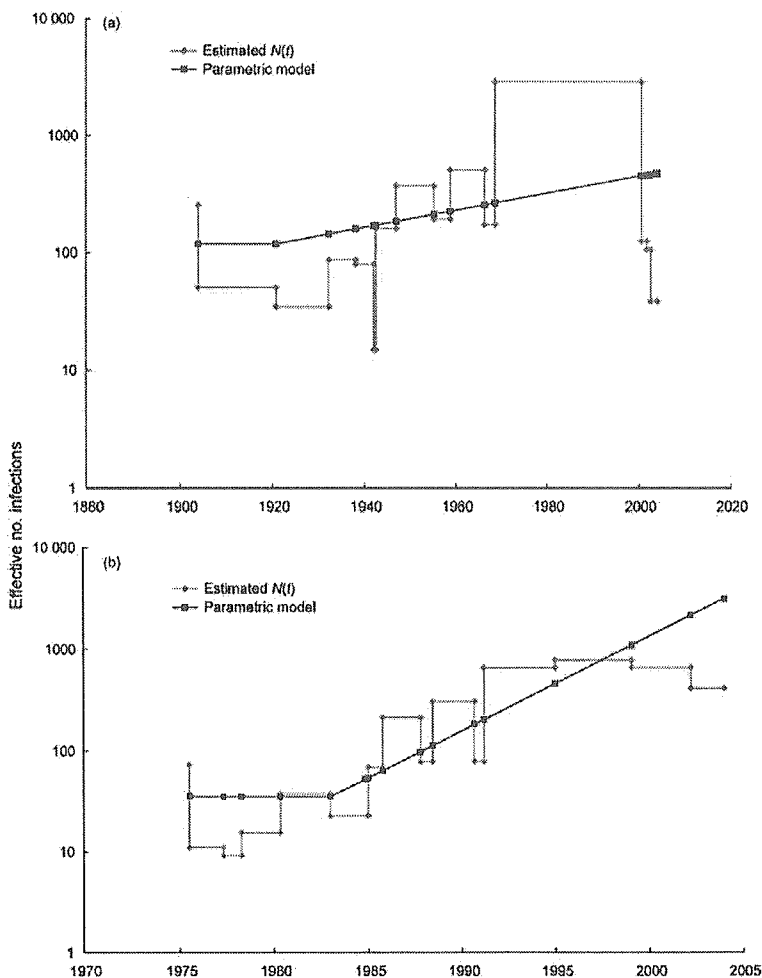 Effective no. infections
(a)
Estimated N(t)
Parametric model
10 000
1000
100
10
1
1880 1900 1920 1940 1960 1980 2000 2020
(b)
Estimated N(t)
Parametric model
10 000
1000
100
10
1
1970 1975 1980 1985 1990 1995 2000 2005